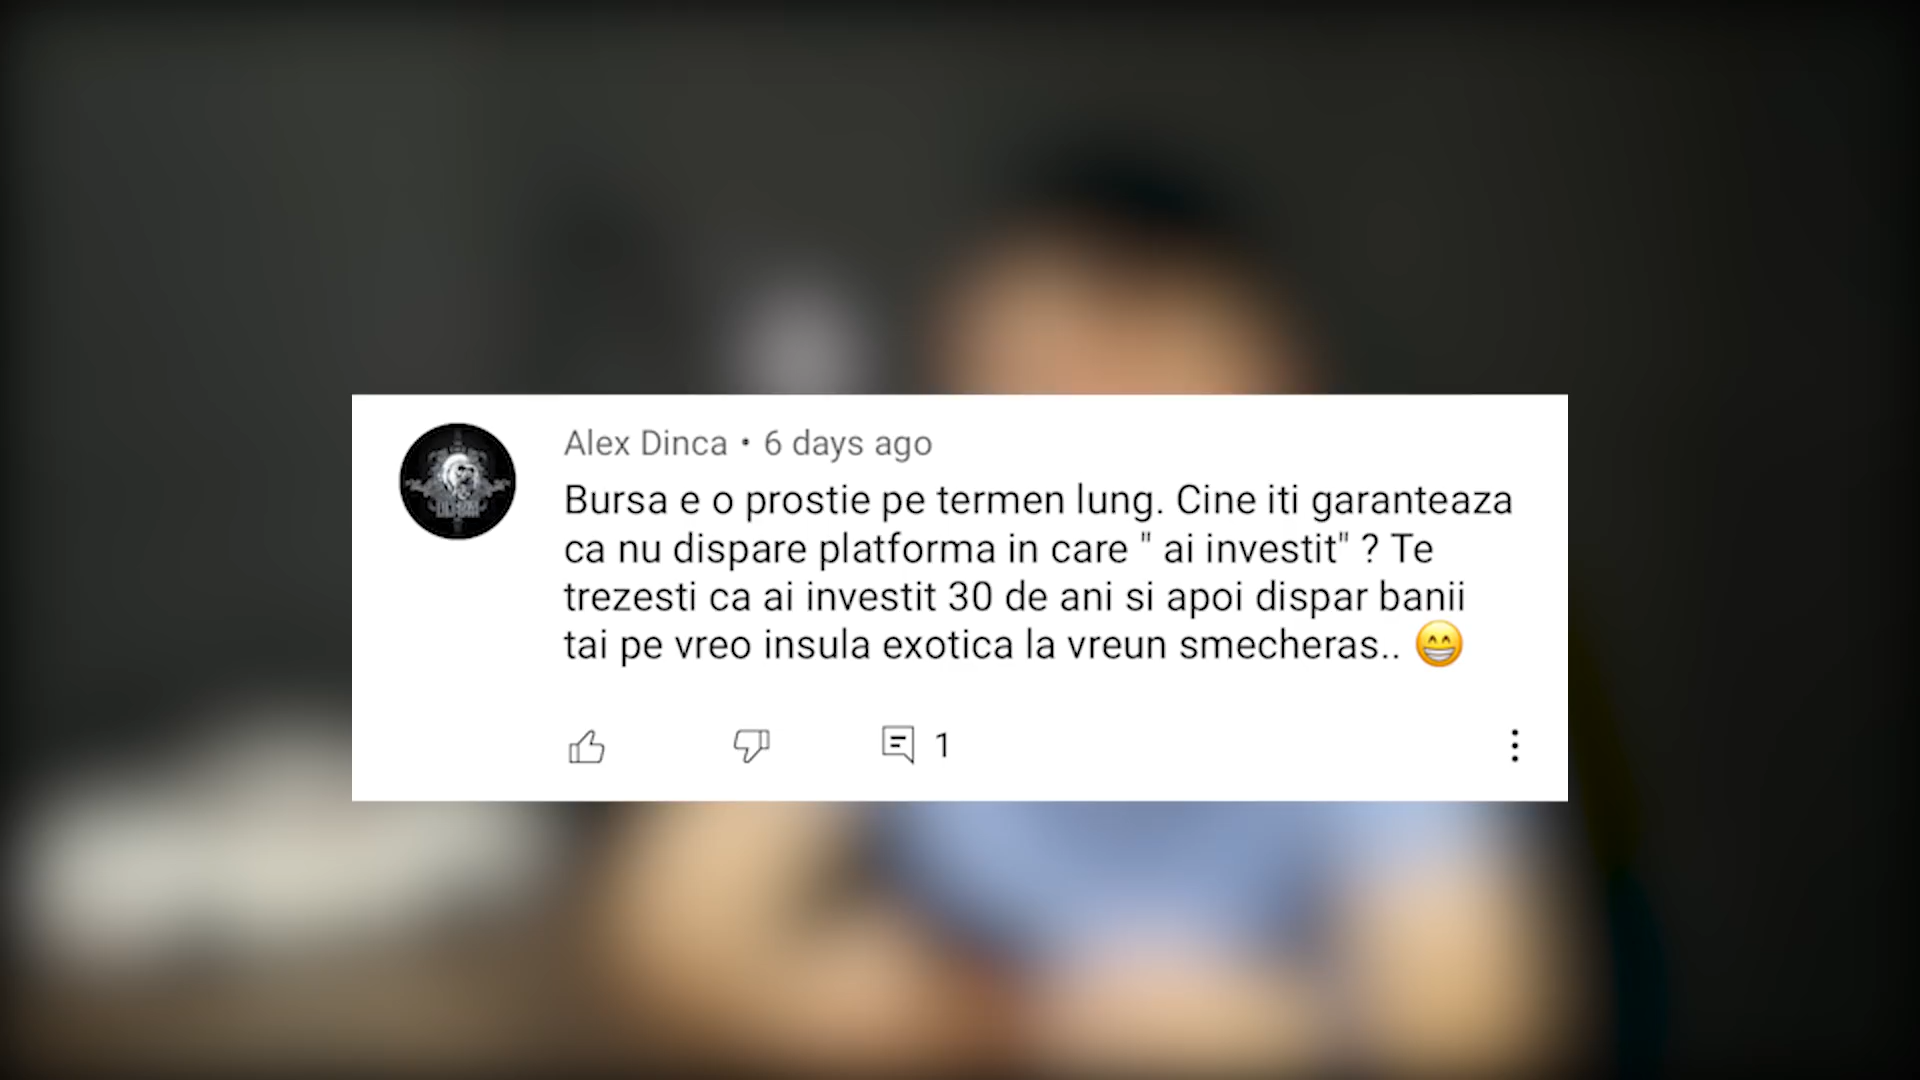 Alex Dinca • 6 days ago
Bursa e o prostie pe termen lung. Cine iti garanteaza
ca nu dispare platforma in care " ai investit" ? Te
trezesti ca ai investit 30 de ani si apoi dispar banii
tai pe vreo insula exotica la vreun smecheras.. 😁
1